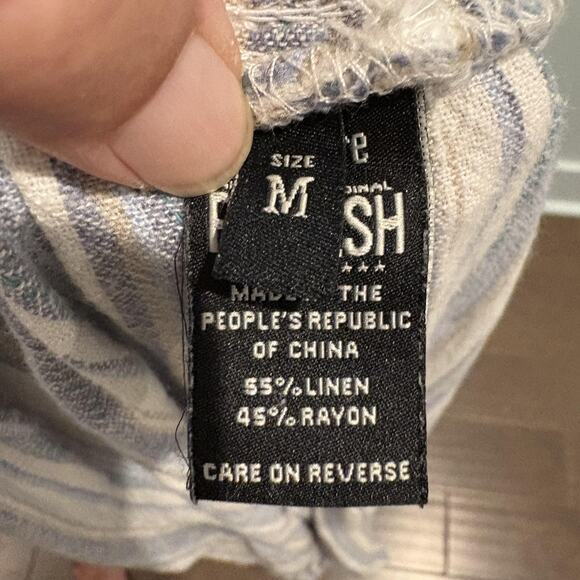 SIZE
M
MADE THE
PEOPLE'S REPUBLIC
OF CHINA
55% LINEN
45% RAYON
CARE ON REVERSE